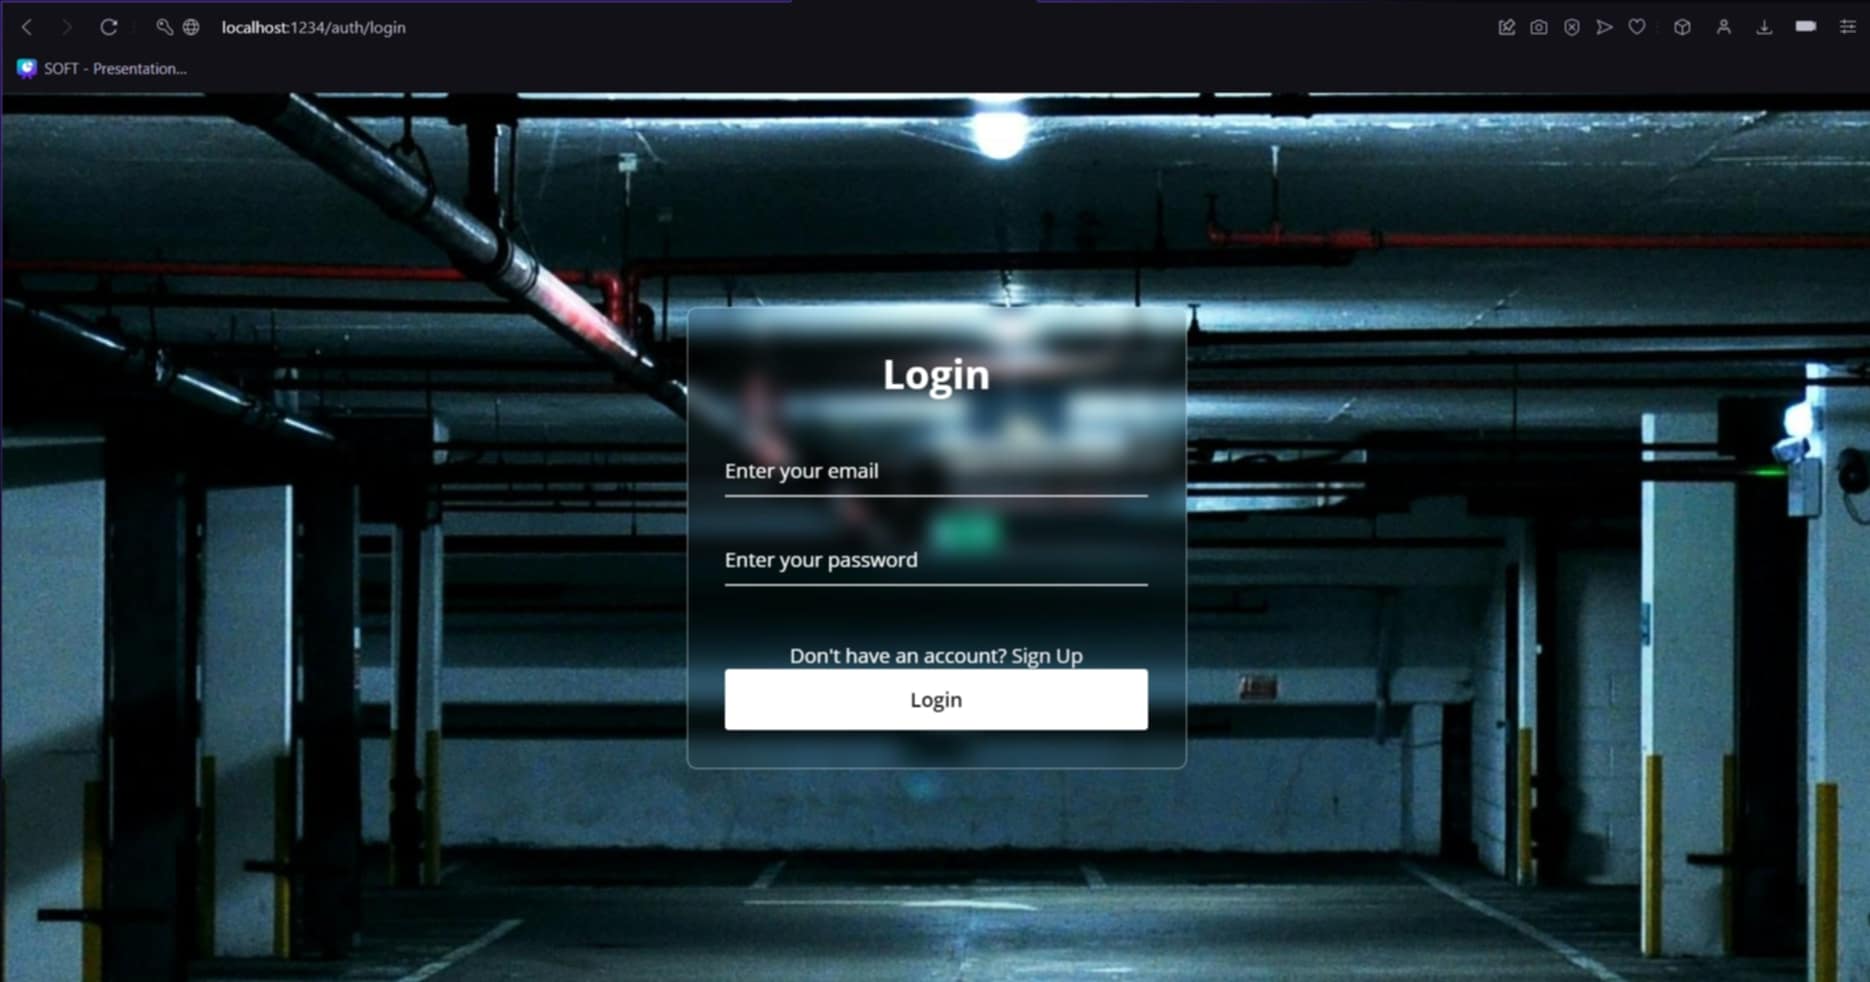 localhost:1234/auth/login
SOFT - Presentation...
Login
Enter your email
Enter your password
Don't have an account? Sign Up
Login